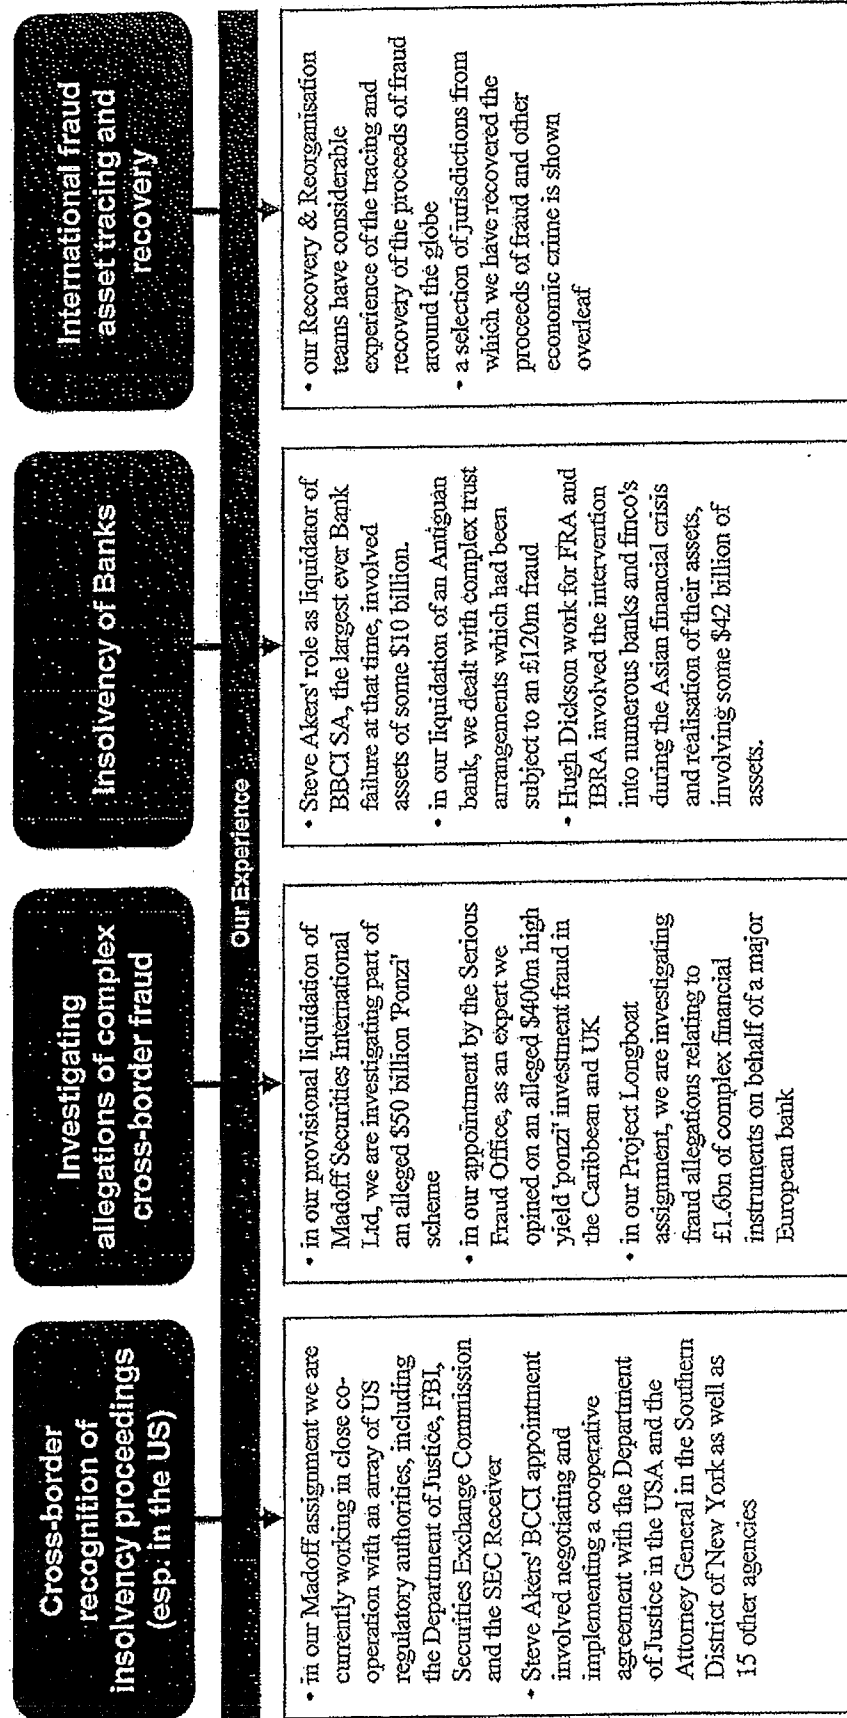 Cross-border
recognition of
insolvency proceedings
(esp. in the US)
Investigating
allegations of complex
cross-border fraud
Insolvency of Banks
International fraud
asset tracing and
recovery
Our Experience
• in our Madoff assignment we are
currently working in close co-
operation with an array of US
regulatory authorities, including
the Department of Justice, FBI,
Securities Exchange Commission
and the SEC Receiver
• Steve Akers' BCCI appointment
involved negotiating and
implementing a cooperative
agreement with the Department
of Justice in the USA and the
Attorney General in the Southern
District of New York as well as
15 other agencies
• in our provisional liquidation of
Madoff Securities International
Ltd, we are investigating part of
an alleged $50 billion 'Ponzi'
scheme
• in our appointment by the Serious
Fraud Office, as an expert we
opined on an alleged $400m high
yield 'ponzi' investment fraud in
the Caribbean and UK
• in our Project Longboat
assignment, we are investigating
fraud allegations relating to
£1.6bn of complex financial
instruments on behalf of a major
European bank
• Steve Akers' role as liquidator of
BBCI SA, the largest ever Bank
failure at that time, involved
assets of some $10 billion.
• in our liquidation of an Antiguan
bank, we dealt with complex trust
arrangements which had been
subject to an £120m fraud
• Hugh Dickson work for FRA and
IBRA involved the intervention
into numerous banks and finco's
during the Asian financial crisis
and realisation of their assets,
involving some $42 billion of
assets.
• our Recovery & Reorganisation
teams have considerable
experience of the tracing and
recovery of the proceeds of fraud
around the globe
• a selection of jurisdictions from
which we have recovered the
proceeds of fraud and other
economic crime is shown
overleaf